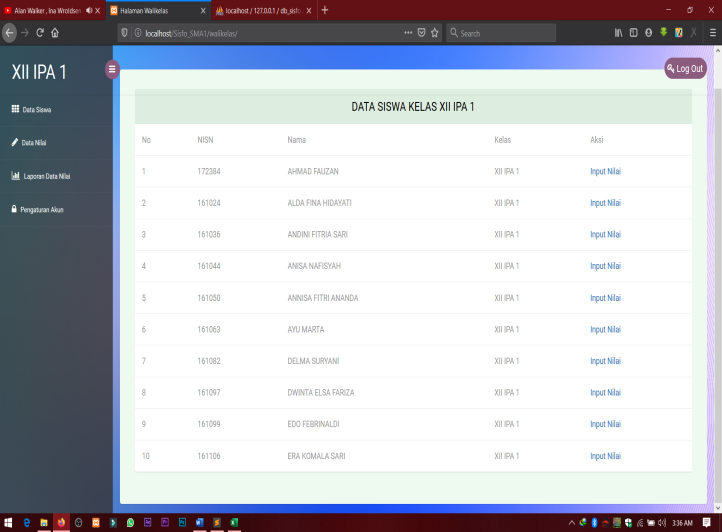 Alan Walker , Ina Wroldsen
Halaman Walikelas
localhost / 127.0.0.1 / db_sisfo
localhost/Sisfo_SMA1/walikelas/
Search
XII IPA 1
Log Out
Data Siswa
Data Nilai
Laporan Data Nilai
Pengaturan Akun
DATA SISWA KELAS XII IPA 1
No NISN Nama Kelas Aksi
1 172384 AHMAD FAUZAN XII IPA 1 Input Nilai
2 161024 ALDA FINA HIDAYATI XII IPA 1 Input Nilai
3 161036 ANDINI FITRIA SARI XII IPA 1 Input Nilai
4 161044 ANISA NAFISYAH XII IPA 1 Input Nilai
5 161050 ANNISA FITRI ANANDA XII IPA 1 Input Nilai
6 161063 AYU MARTA XII IPA 1 Input Nilai
7 161082 DELMA SURYANI XII IPA 1 Input Nilai
8 161097 DWINTA ELSA FARIZA XII IPA 1 Input Nilai
9 161099 EDO FEBRINALDI XII IPA 1 Input Nilai
10 161106 ERA KOMALA SARI XII IPA 1 Input Nilai
3:36 AM